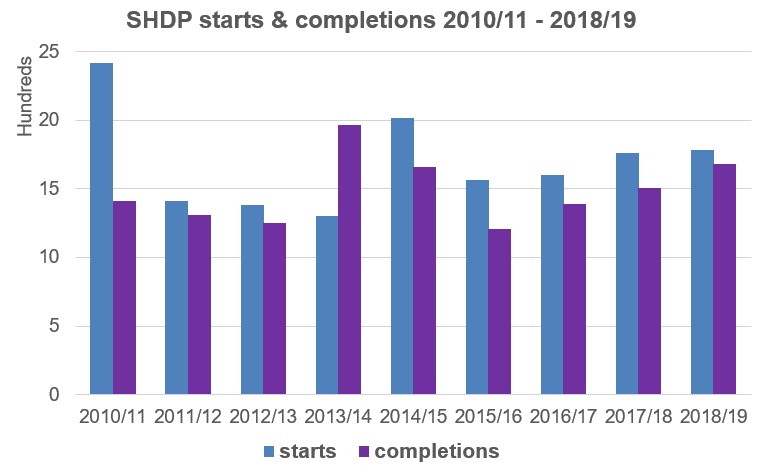 SHDP starts & completions 2010/11 - 2018/19
Hundreds
25
20
15
10
5
0
2010/11 2011/12 2012/13 2013/14 2014/15 2015/16 2016/17 2017/18 2018/19
starts completions